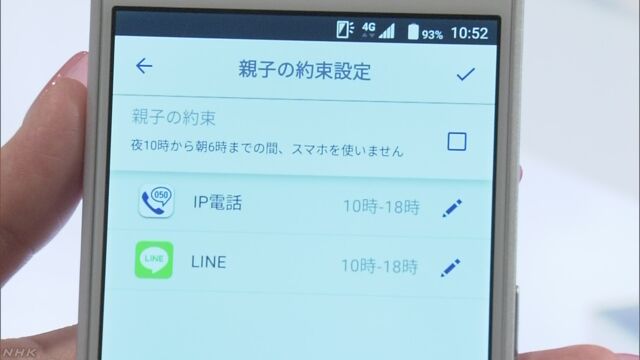 4G 93% 10:52
親子の約束設定
親子の約束
夜10時から朝6時までの間、スマホを使いません
050 IP電話 10時-18時
LINE LINE 10時-18時
NHK